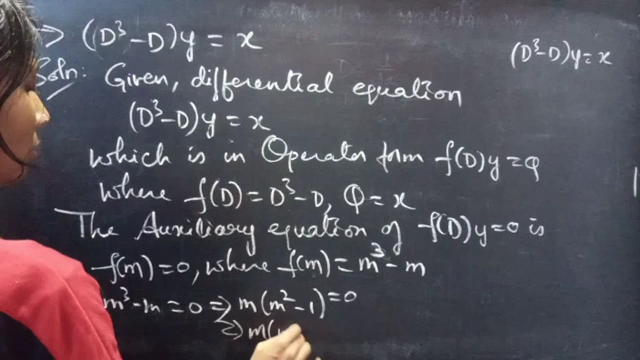 ⇒ (D³-D)y = x
(D³-D)y = x
Soln: Given, differential equation
(D³-D)y = x
which is in Operator form f(D)y = Q
where f(D) = D³-D, Q = x
The Auxiliary equation of f(D)y = 0 is
f(m) = 0, where f(m) = m³ - m
m³-m = 0 ⇒ m(m²-1) = 0
⇒ m(